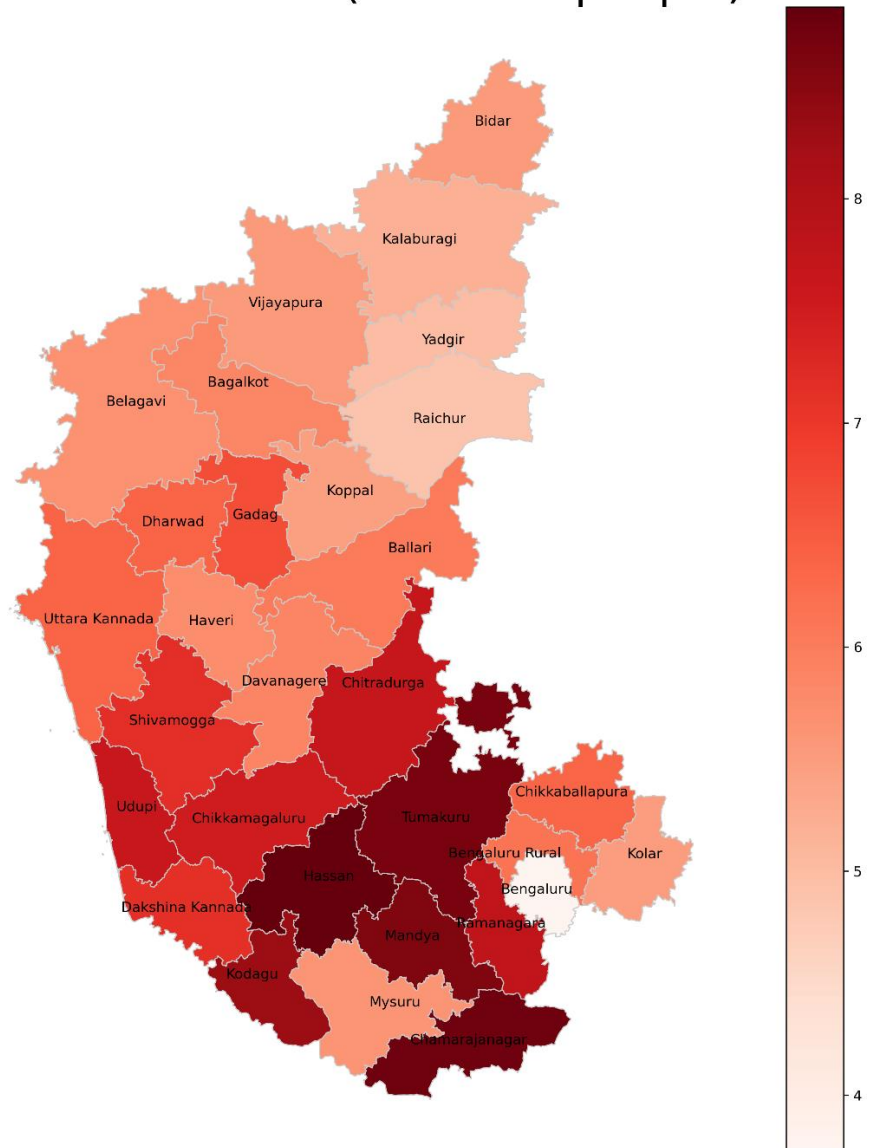 Bidar
8
Kalaburagi
Vijayapura
Yadgir
7
Bagalkot
Belagavi
Raichur
Koppal
Gadag
Dharwad
Ballari
Uttara Kannada
Haveri
6
Davanagere
Chitradurga
Shivamogga
Chikkaballapura
Udupi
Chikkamagaluru
Tumakuru
Bengaluru Rural
Kolar
5
Hassan
Bengaluru
Dakshina Kannada
Ramanagara
Mandya
Kodagu
Mysuru
Chamarajanagar
4